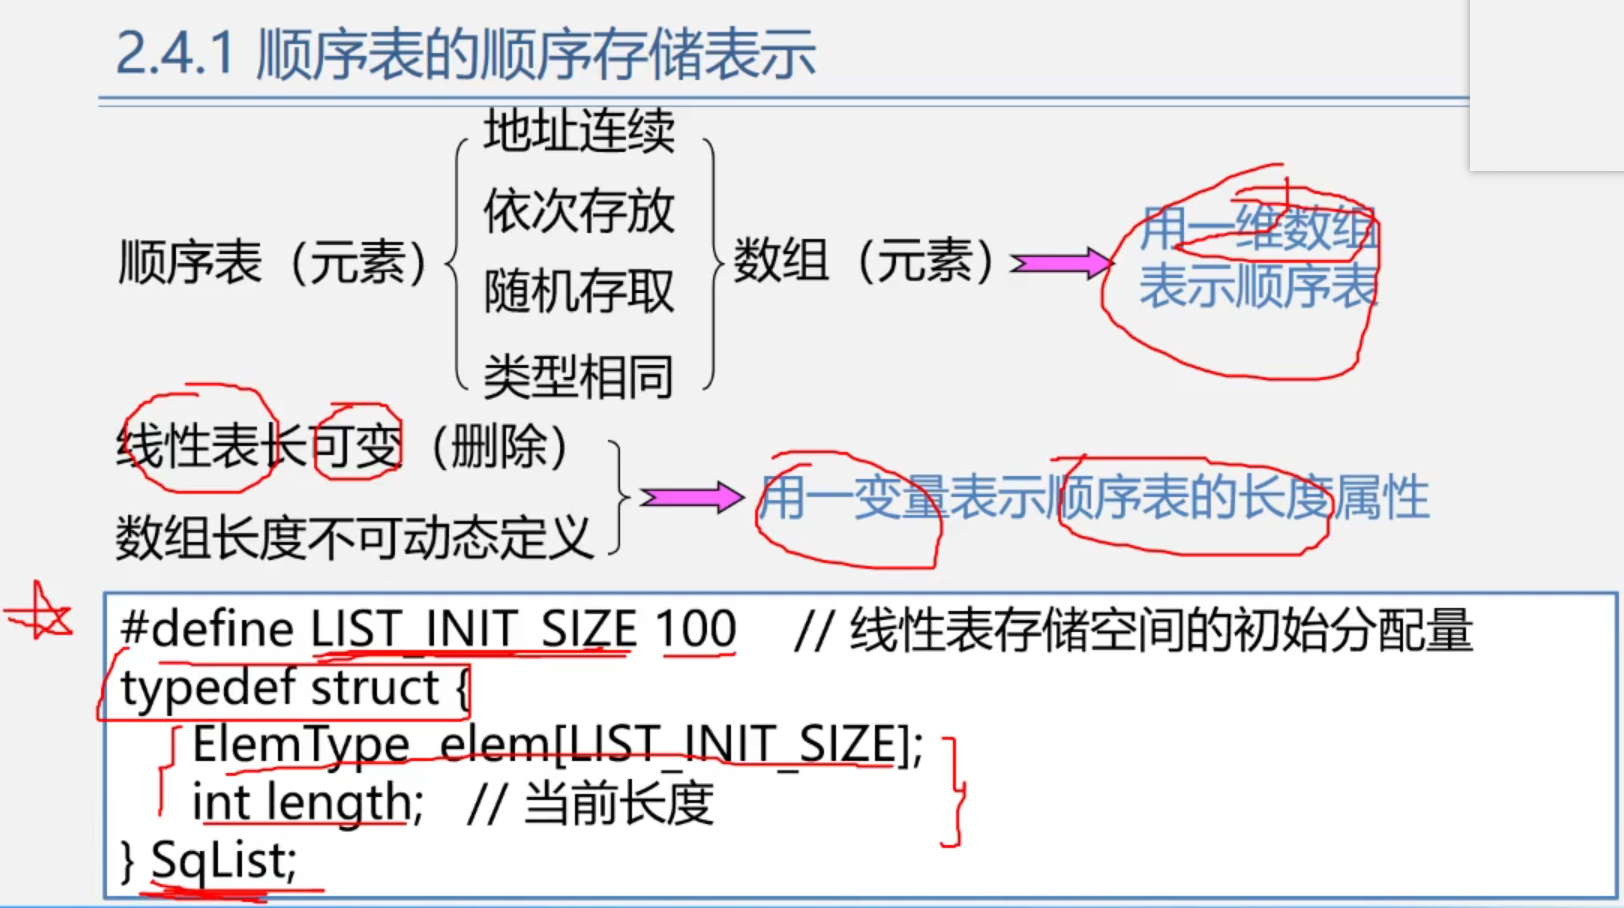 2.4.1 顺序表的顺序存储表示
地址连续
依次存放
随机存取
类型相同
顺序表（元素）
数组（元素）
用一维数组
表示顺序表
线性表长可变（删除）
数组长度不可动态定义
用一变量表示顺序表的长度属性
#define LIST_INIT_SIZE 100 // 线性表存储空间的初始分配量
typedef struct {
ElemType elem[LIST_INIT_SIZE];
int length; // 当前长度
} SqList;